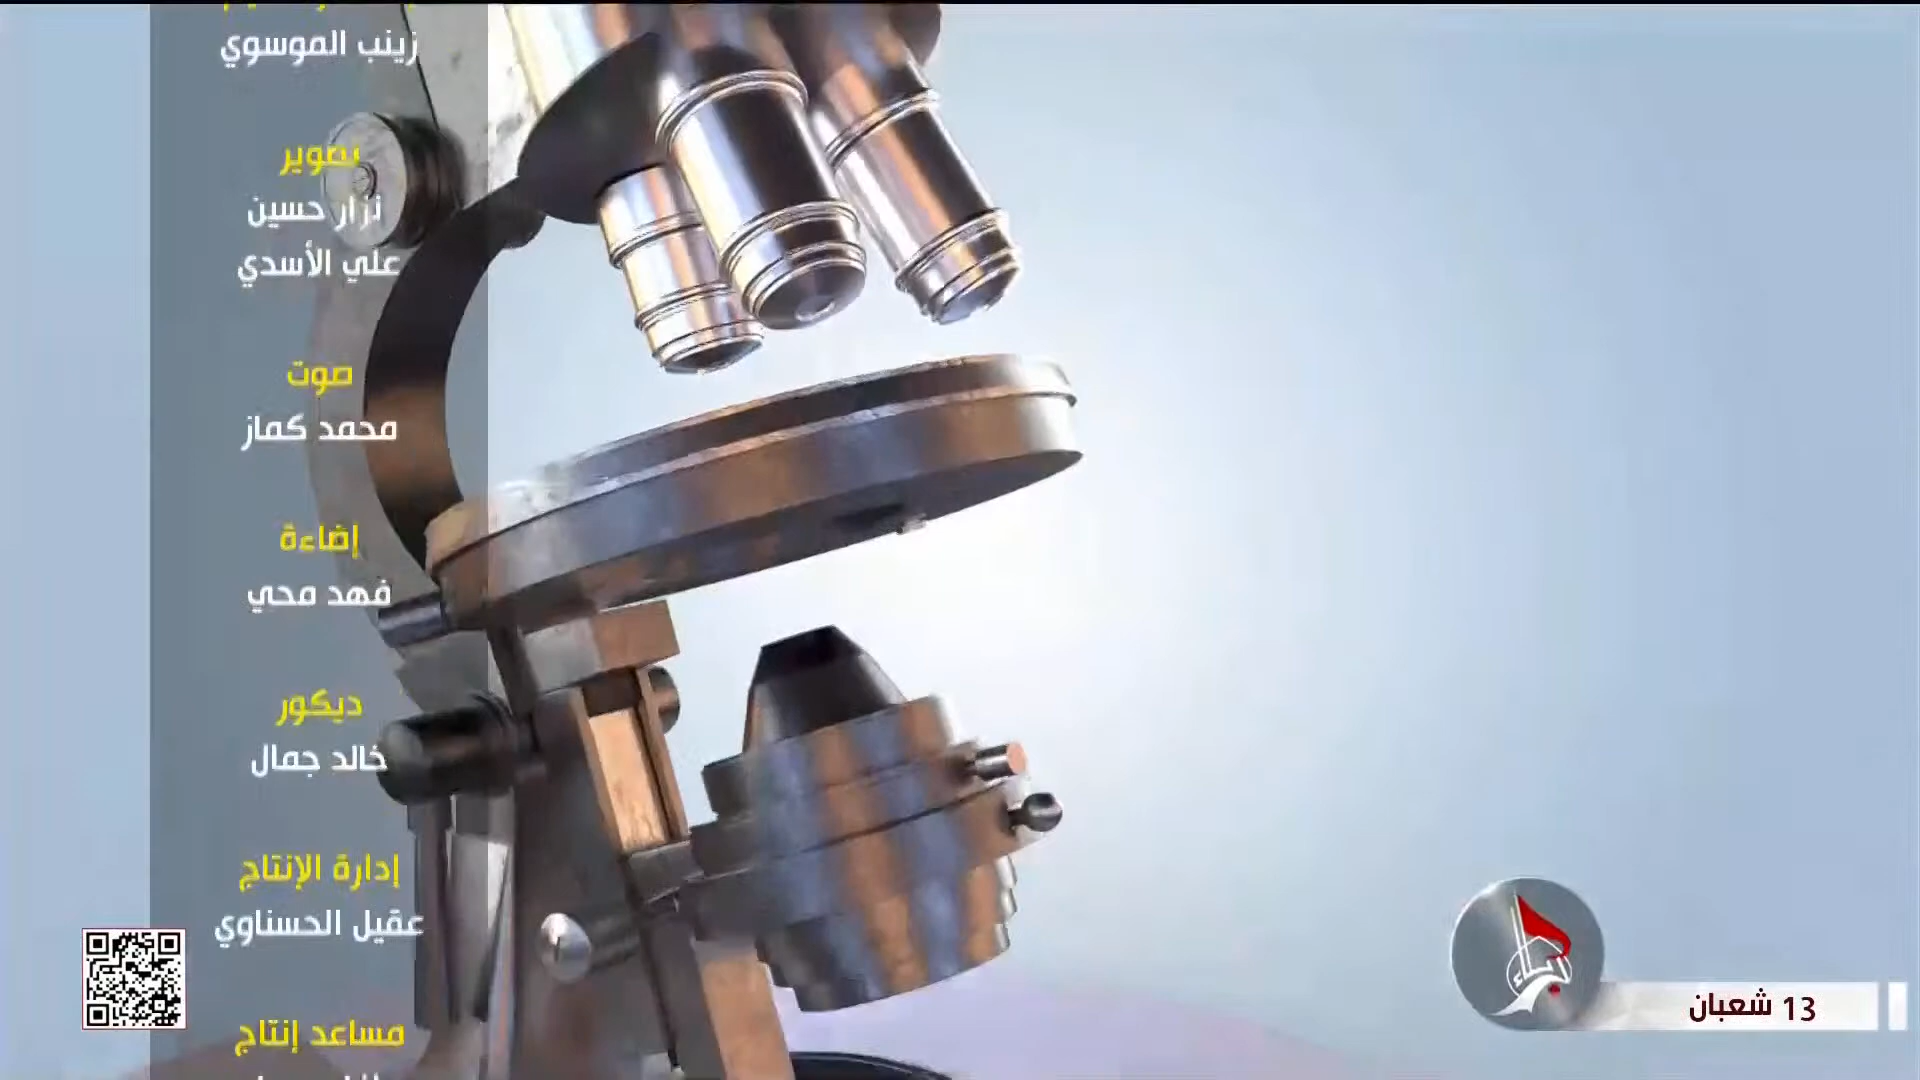 زينب الموسوي
تصوير
نزار حسين
علي الأسدي
صوت
محمد كماز
إضاءة
فهد محي
ديكور
خالد جمال
إدارة الإنتاج
عقيل الحسناوي
مساعد إنتاج
13 شعبان